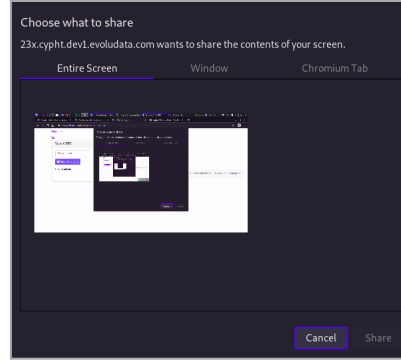 Choose what to share
23x.cypht.dev1.evoludata.com wants to share the contents of your screen.
Entire Screen
Window
Chromium Tab
Cancel
Share